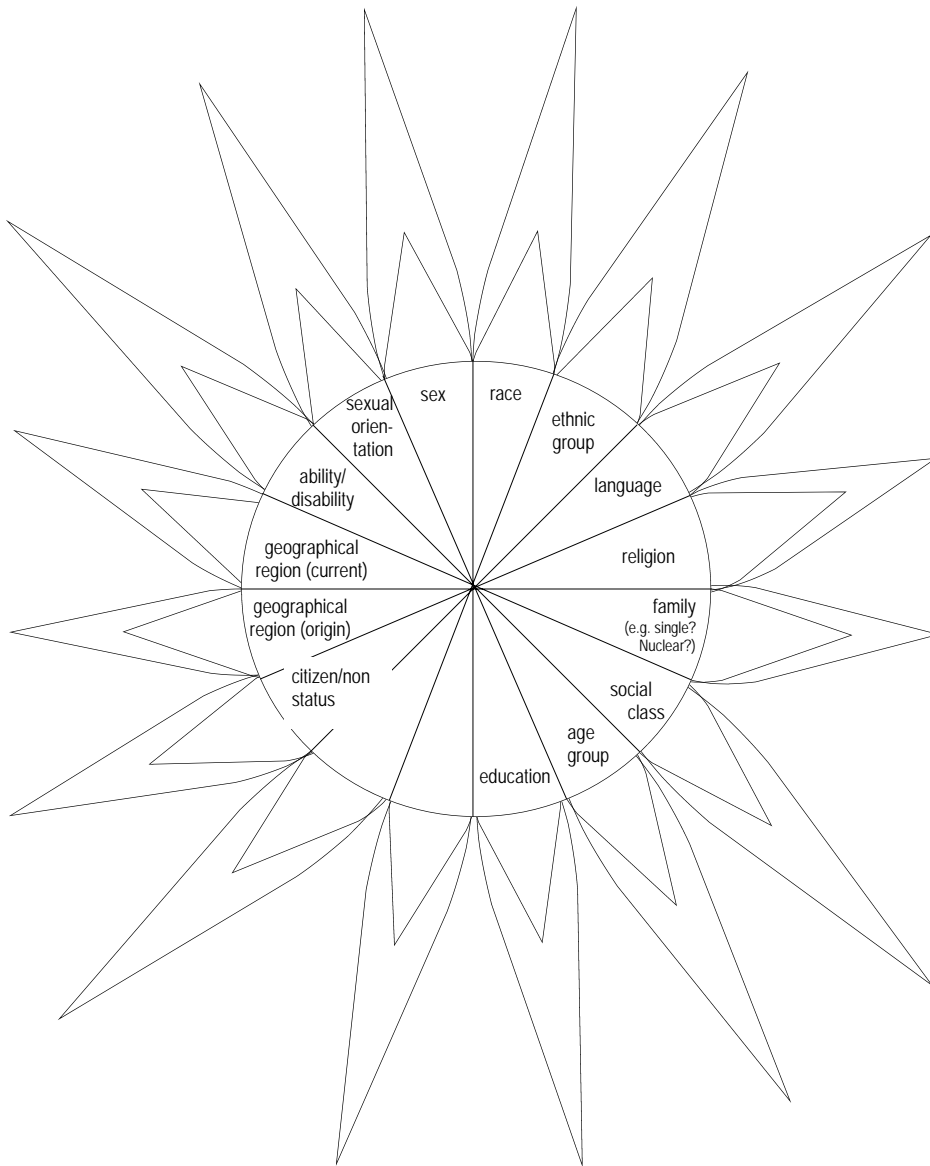 sex
race
sexual
orien-
tation
ethnic
group
ability/
disability
language
geographical
region (current)
religion
geographical
region (origin)
family
(e.g. single?
Nuclear?)
citizen/non
status
social
class
age
group
education